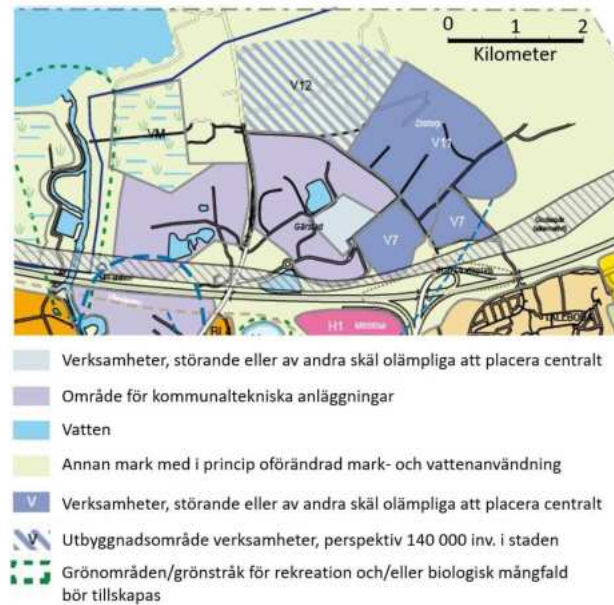 0 1 2
Kilometer
V12
VM
V11
V7
V7
Gärstad
H1
Verksamheter, störande eller av andra skäl olämpliga att placera centralt
Område för kommunaltekniska anläggningar
Vatten
Annan mark med i princip oförändrad mark- och vattenanvändning
V Verksamheter, störande eller av andra skäl olämpliga att placera centralt
V Utbyggnadsområde verksamheter, perspektiv 140 000 inv. i staden
Grönområden/grönstråk för rekreation och/eller biologisk mångfald
bör tillskapas